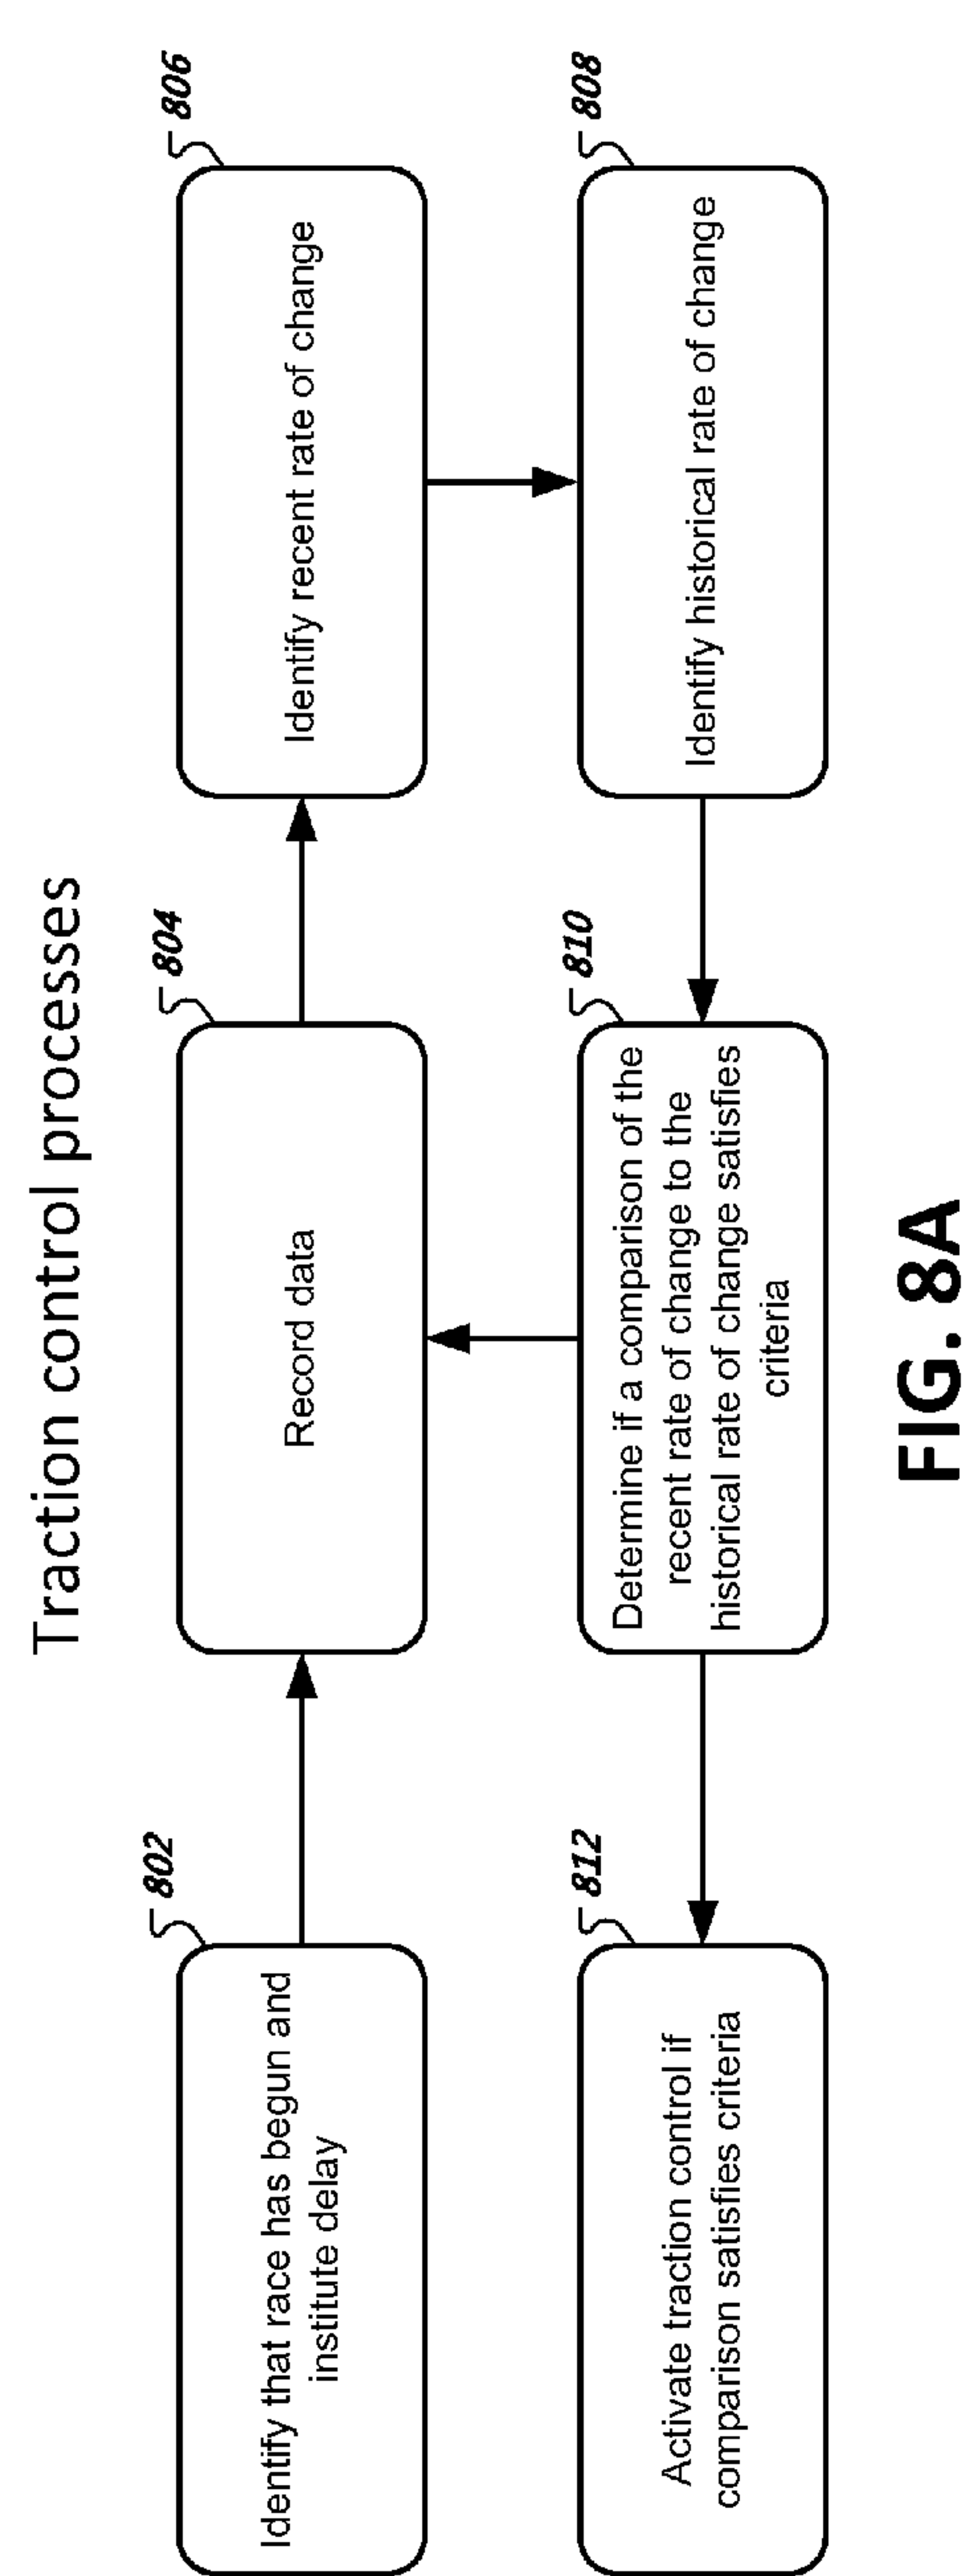 Traction control processes
802
Identify that race has begun and
institute delay
804
Record data
806
Identify recent rate of change
808
Identify historical rate of change
810
Determine if a comparison of the
recent rate of change to the
historical rate of change satisfies
criteria
812
Activate traction control if
comparison satisfies criteria
FIG. 8A